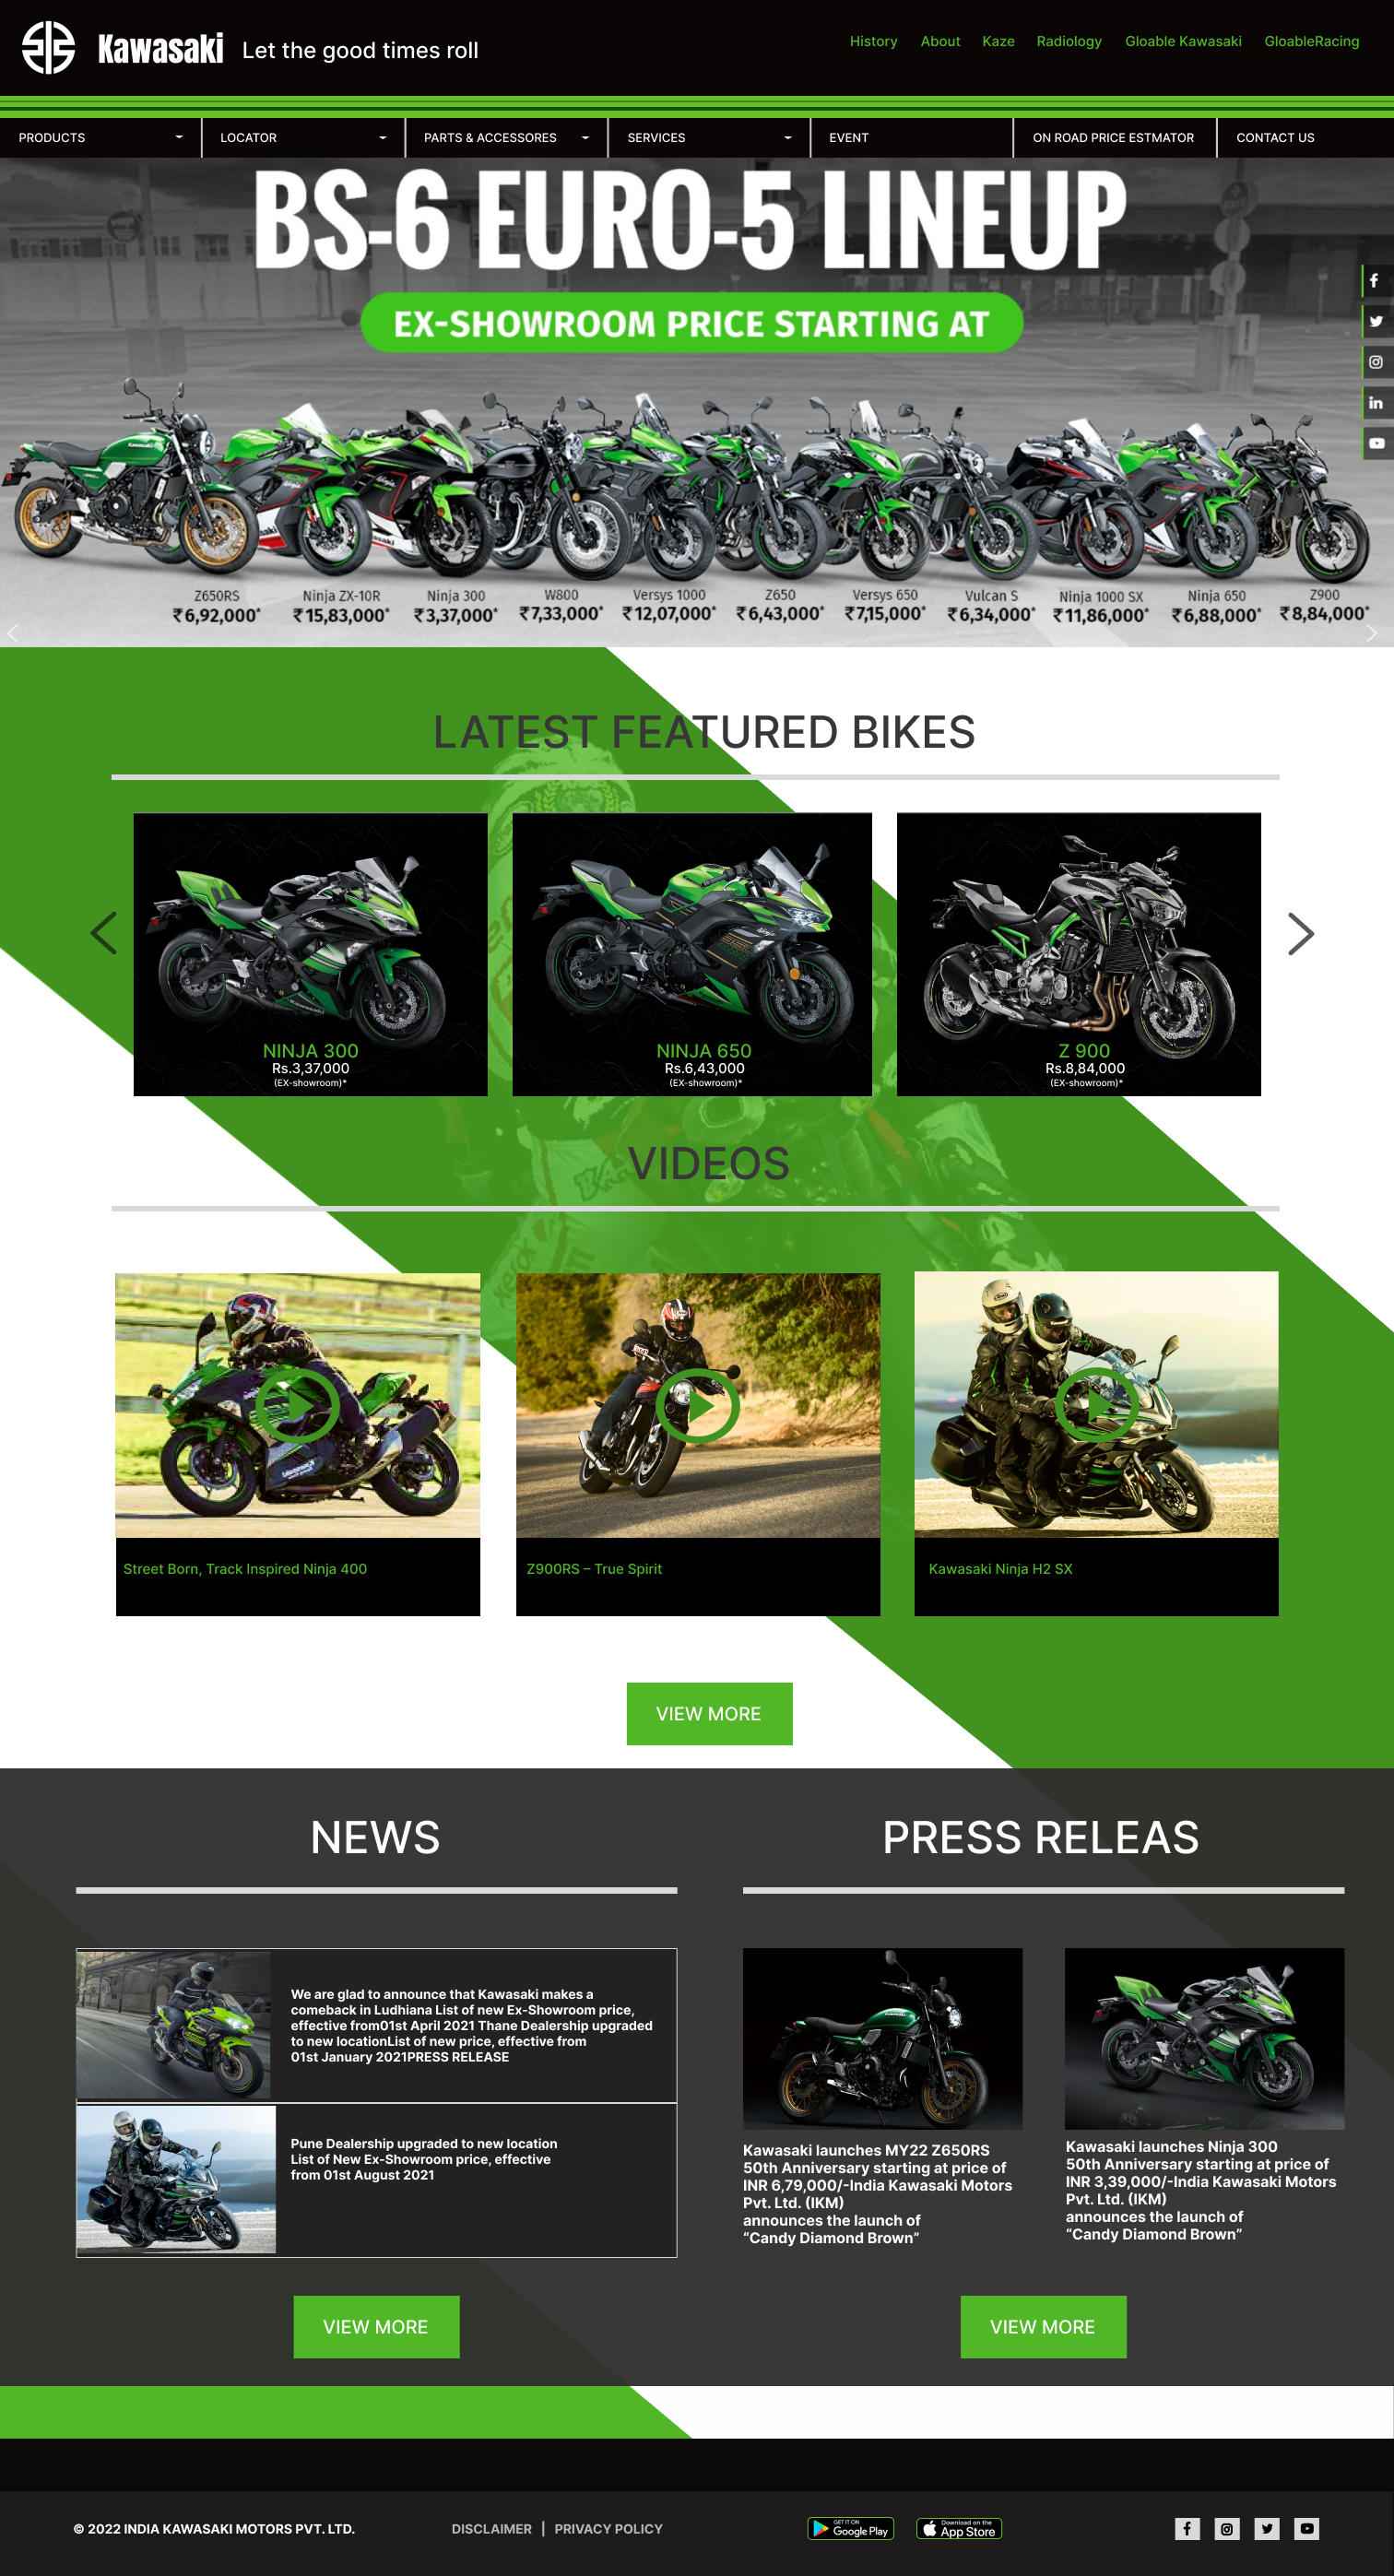 Kawasaki Let the good times roll
History About Kaze Radiology Gloable Kawasaki GloableRacing
PRODUCTS LOCATOR PARTS & ACCESSORES SERVICES EVENT ON ROAD PRICE ESTMATOR CONTACT US
BS-6 EURO-5 LINEUP
EX-SHOWROOM PRICE STARTING AT
Z650RS Ninja ZX-10R Ninja 300 W800 Versys 1000 Z650 Versys 650 Vulcan S Ninja 1000 SX Ninja 650 Z900
₹6,92,000* ₹15,83,000* ₹3,37,000* ₹7,33,000* ₹12,07,000* ₹6,43,000* ₹7,15,000* ₹6,34,000* ₹11,86,000* ₹6,88,000* ₹8,84,000*
LATEST FEATURED BIKES
NINJA 300
Rs.3,37,000
(EX-showroom)*
NINJA 650
Rs.6,43,000
(EX-showroom)*
Z 900
Rs.8,84,000
(EX-showroom)*
VIDEOS
Street Born, Track Inspired Ninja 400
Z900RS – True Spirit
Kawasaki Ninja H2 SX
VIEW MORE
NEWS
We are glad to announce that Kawasaki makes a
comeback in Ludhiana List of new Ex-Showroom price,
effective from01st April 2021 Thane Dealership upgraded
to new locationList of new price, effective from
01st January 2021PRESS RELEASE
Pune Dealership upgraded to new location
List of New Ex-Showroom price, effective
from 01st August 2021
VIEW MORE
PRESS RELEAS
Kawasaki launches MY22 Z650RS
50th Anniversary starting at price of
INR 6,79,000/-India Kawasaki Motors
Pvt. Ltd. (IKM)
announces the launch of
“Candy Diamond Brown”
Kawasaki launches Ninja 300
50th Anniversary starting at price of
INR 3,39,000/-India Kawasaki Motors
Pvt. Ltd. (IKM)
announces the launch of
“Candy Diamond Brown”
VIEW MORE
© 2022 INDIA KAWASAKI MOTORS PVT. LTD.
DISCLAIMER | PRIVACY POLICY
GET IT ON
Google Play
Download on the
App Store